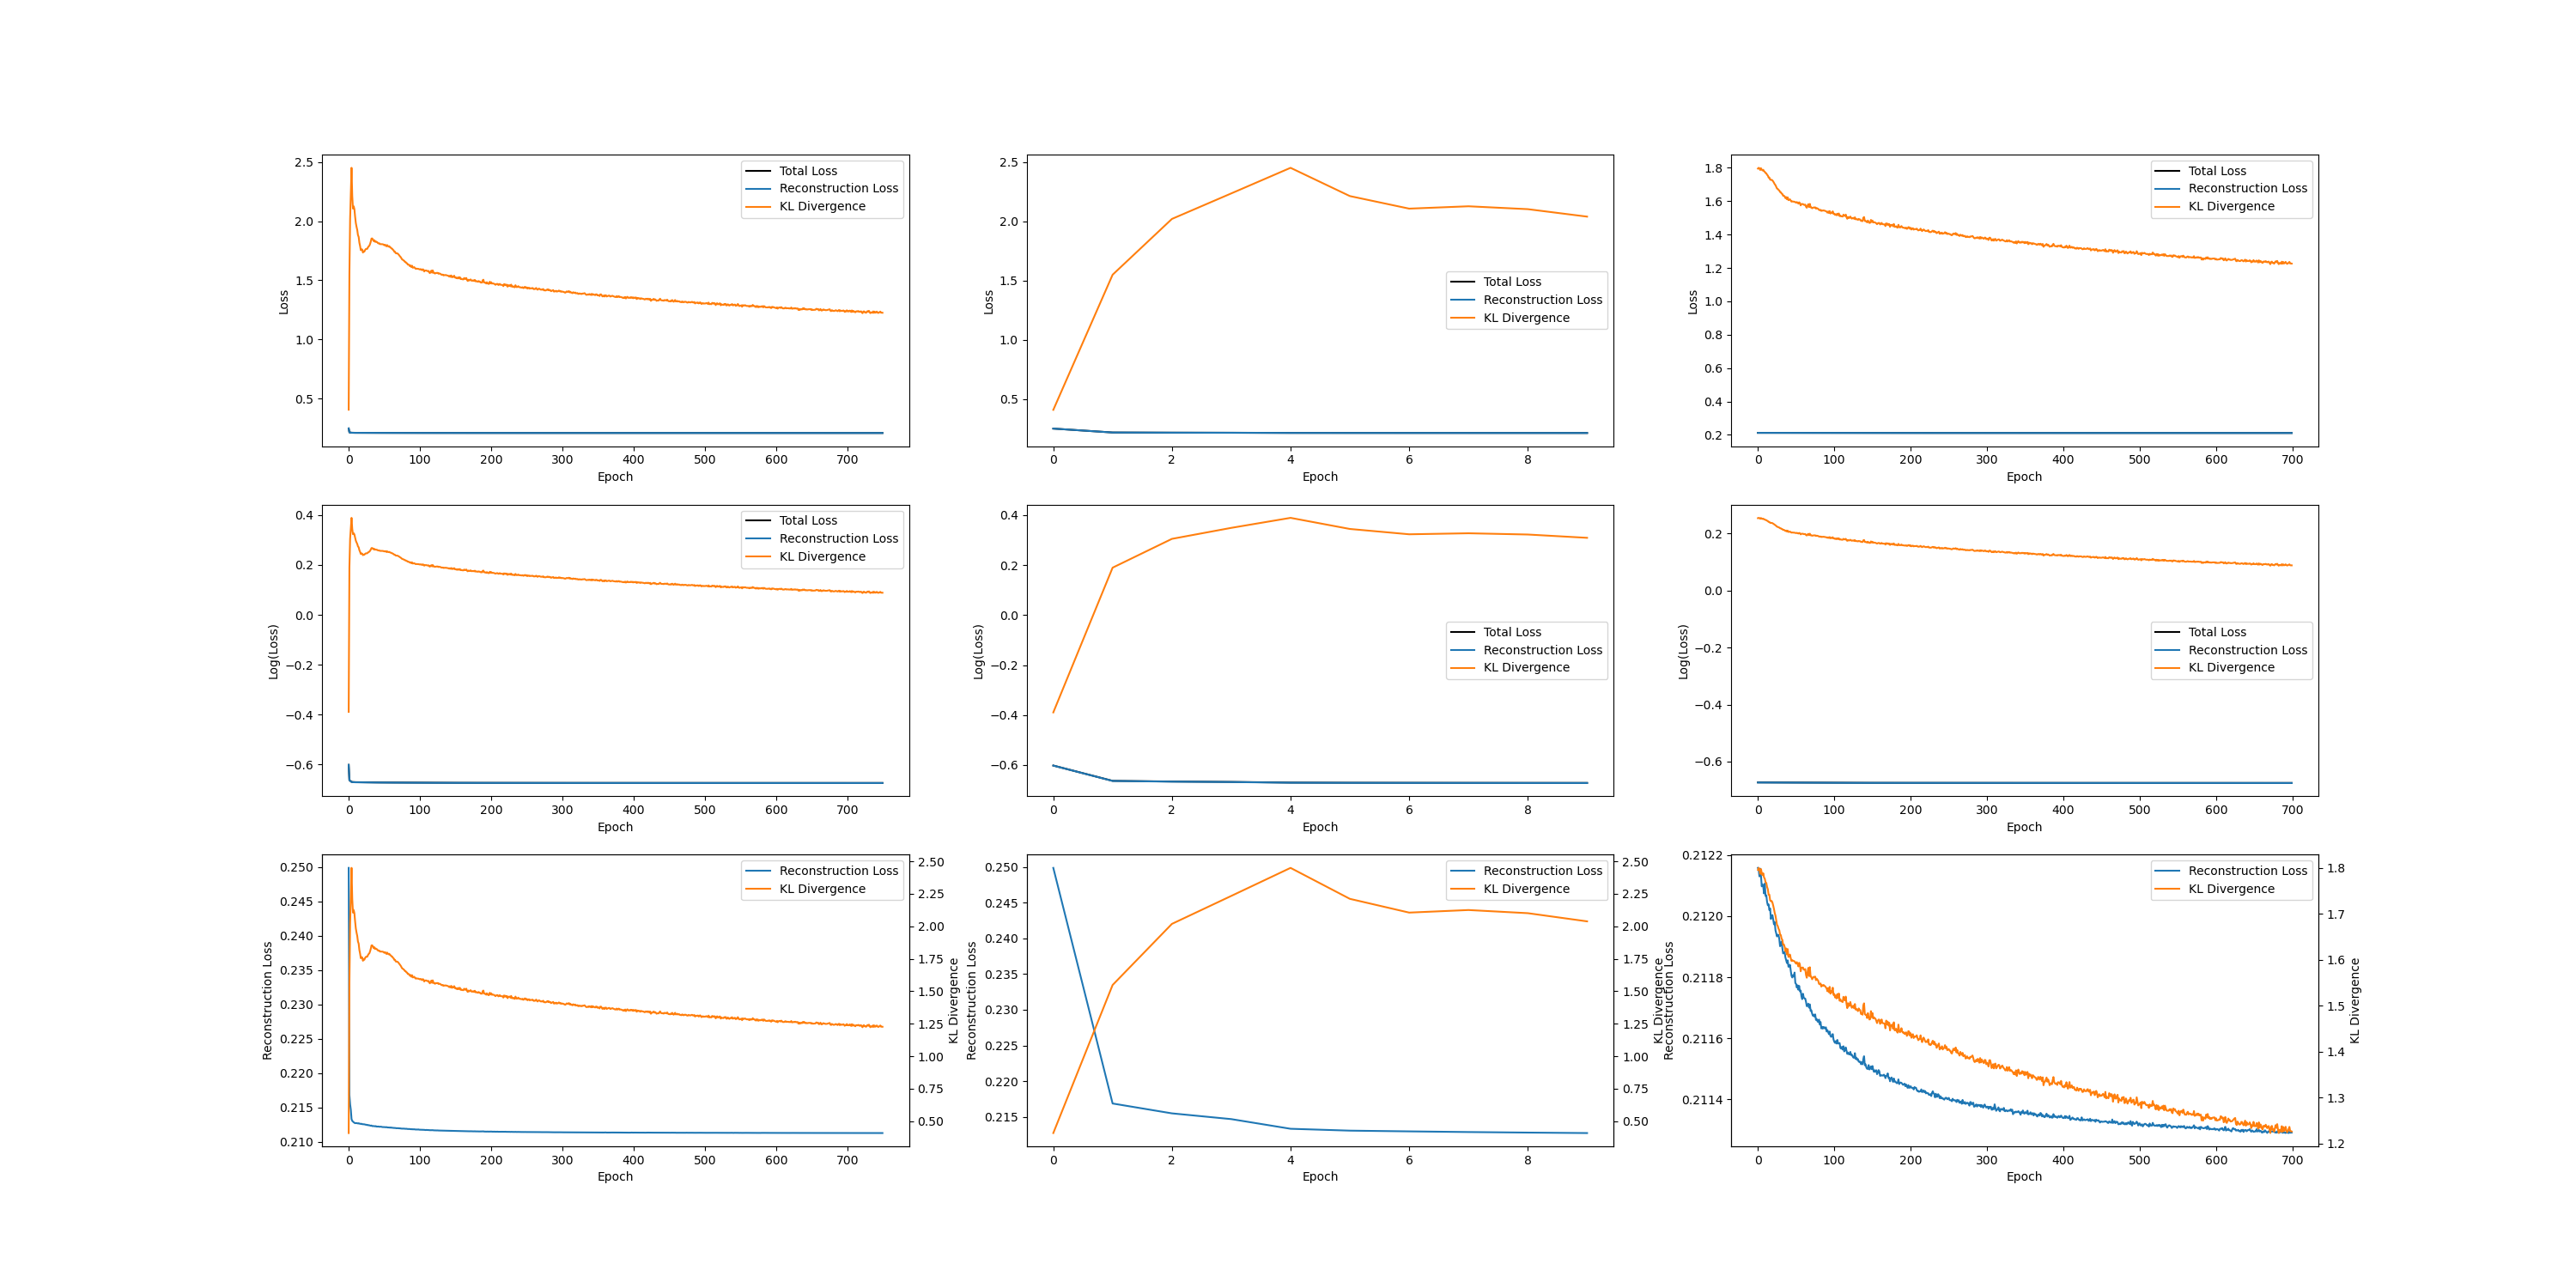 2.5
2.0
1.5
1.0
0.5
Loss
0 100 200 300 400 500 600 700
Epoch
Total Loss
Reconstruction Loss
KL Divergence
2.5
2.0
1.5
1.0
0.5
Loss
0 2 4 6 8
Epoch
Total Loss
Reconstruction Loss
KL Divergence
1.8
1.6
1.4
1.2
1.0
0.8
0.6
0.4
0.2
Loss
0 100 200 300 400 500 600 700
Epoch
Total Loss
Reconstruction Loss
KL Divergence
0.4
0.2
0.0
−0.2
−0.4
−0.6
Log(Loss)
0 100 200 300 400 500 600 700
Epoch
Total Loss
Reconstruction Loss
KL Divergence
0.4
0.2
0.0
−0.2
−0.4
−0.6
Log(Loss)
0 2 4 6 8
Epoch
Total Loss
Reconstruction Loss
KL Divergence
0.2
0.0
−0.2
−0.4
−0.6
Log(Loss)
0 100 200 300 400 500 600 700
Epoch
Total Loss
Reconstruction Loss
KL Divergence
0.250
0.245
0.240
0.235
0.230
0.225
0.220
0.215
0.210
Reconstruction Loss
0 100 200 300 400 500 600 700
Epoch
Reconstruction Loss
KL Divergence
2.50
2.25
2.00
1.75
1.50
1.25
1.00
0.75
0.50
KL Divergence
0.250
0.245
0.240
0.235
0.230
0.225
0.220
0.215
Reconstruction Loss
0 2 4 6 8
Epoch
Reconstruction Loss
KL Divergence
2.50
2.25
2.00
1.75
1.50
1.25
1.00
0.75
0.50
KL Divergence
0.2122
0.2120
0.2118
0.2116
0.2114
Reconstruction Loss
0 100 200 300 400 500 600 700
Epoch
Reconstruction Loss
KL Divergence
1.8
1.7
1.6
1.5
1.4
1.3
1.2
KL Divergence